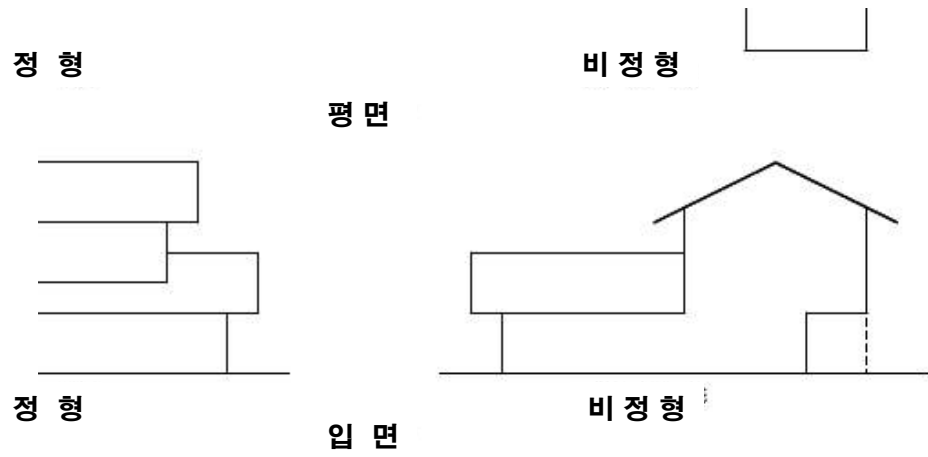 정 형
비 정 형
평 면
정 형
비 정 형
입 면